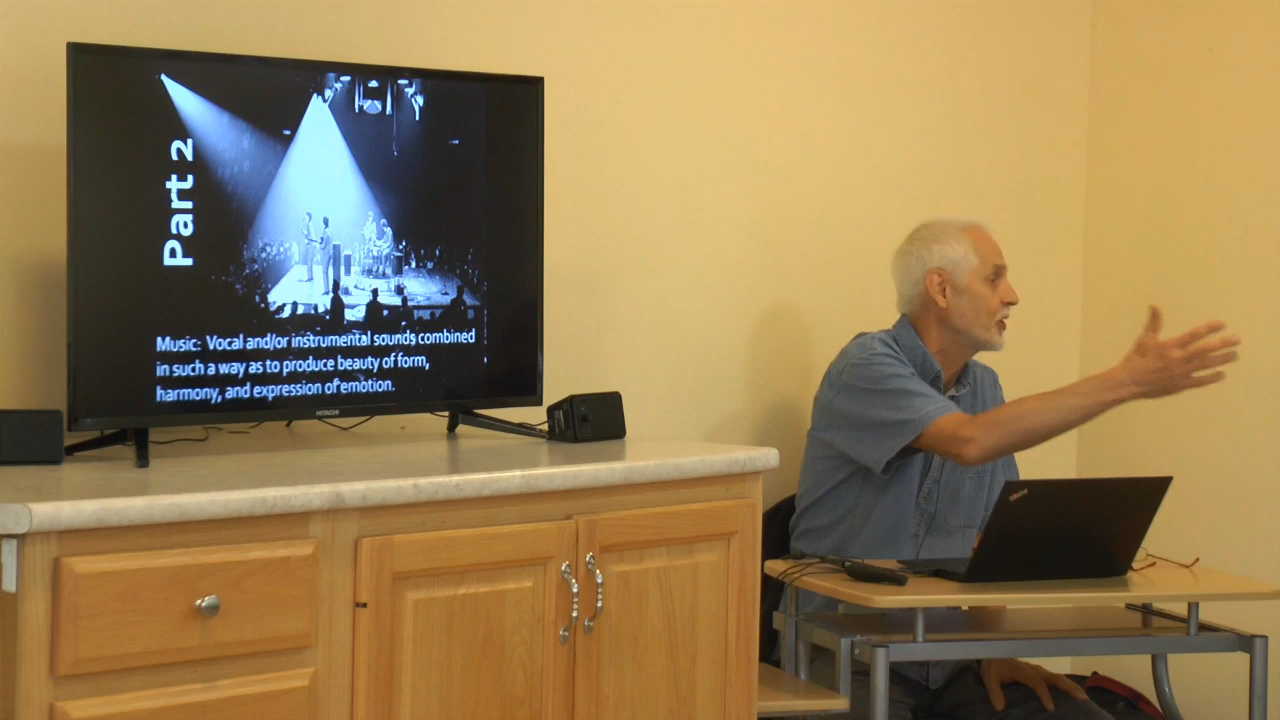 Part 2
Music: Vocal and/or instrumental sounds combined
in such a way as to produce beauty of form,
harmony, and expression of emotion.
HITACHI
ThinkPad